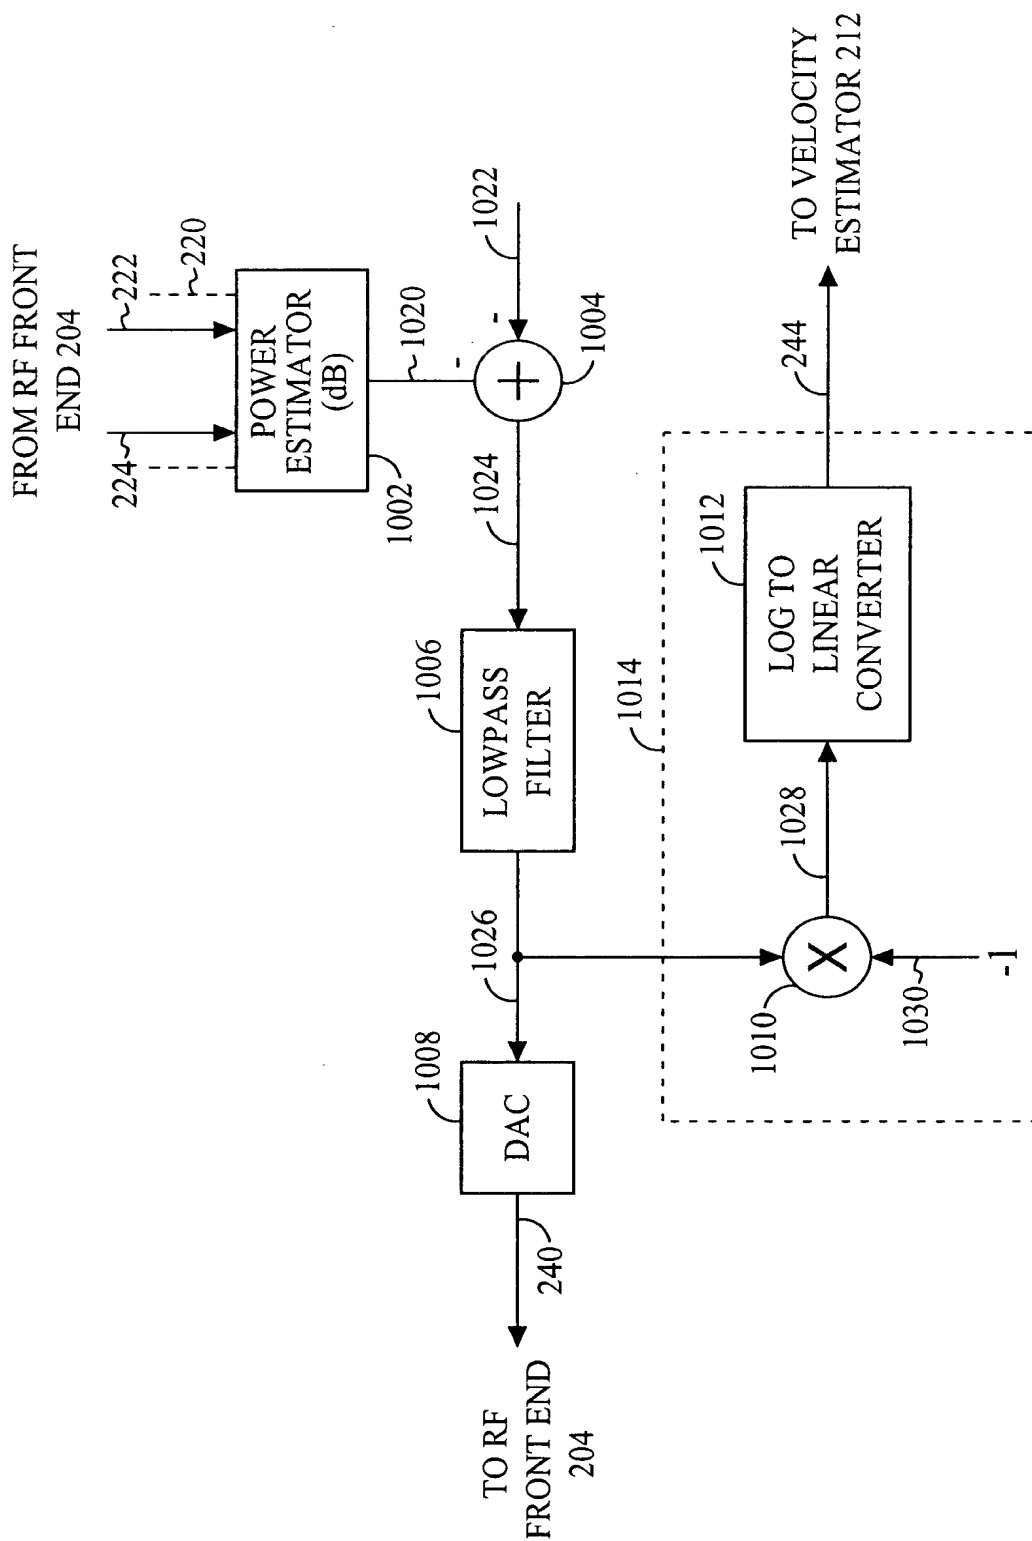 FROM RF FRONT
END 204
224
222
220
POWER
ESTIMATOR
(dB)
1002
1020
-
-
1022
+
1004
1024
LOWPASS
FILTER
1006
1026
DAC
1008
240
TO RF
FRONT END
204
1014
X
1010
1030
-1
1028
LOG TO
LINEAR
CONVERTER
1012
244
TO VELOCITY
ESTIMATOR 212